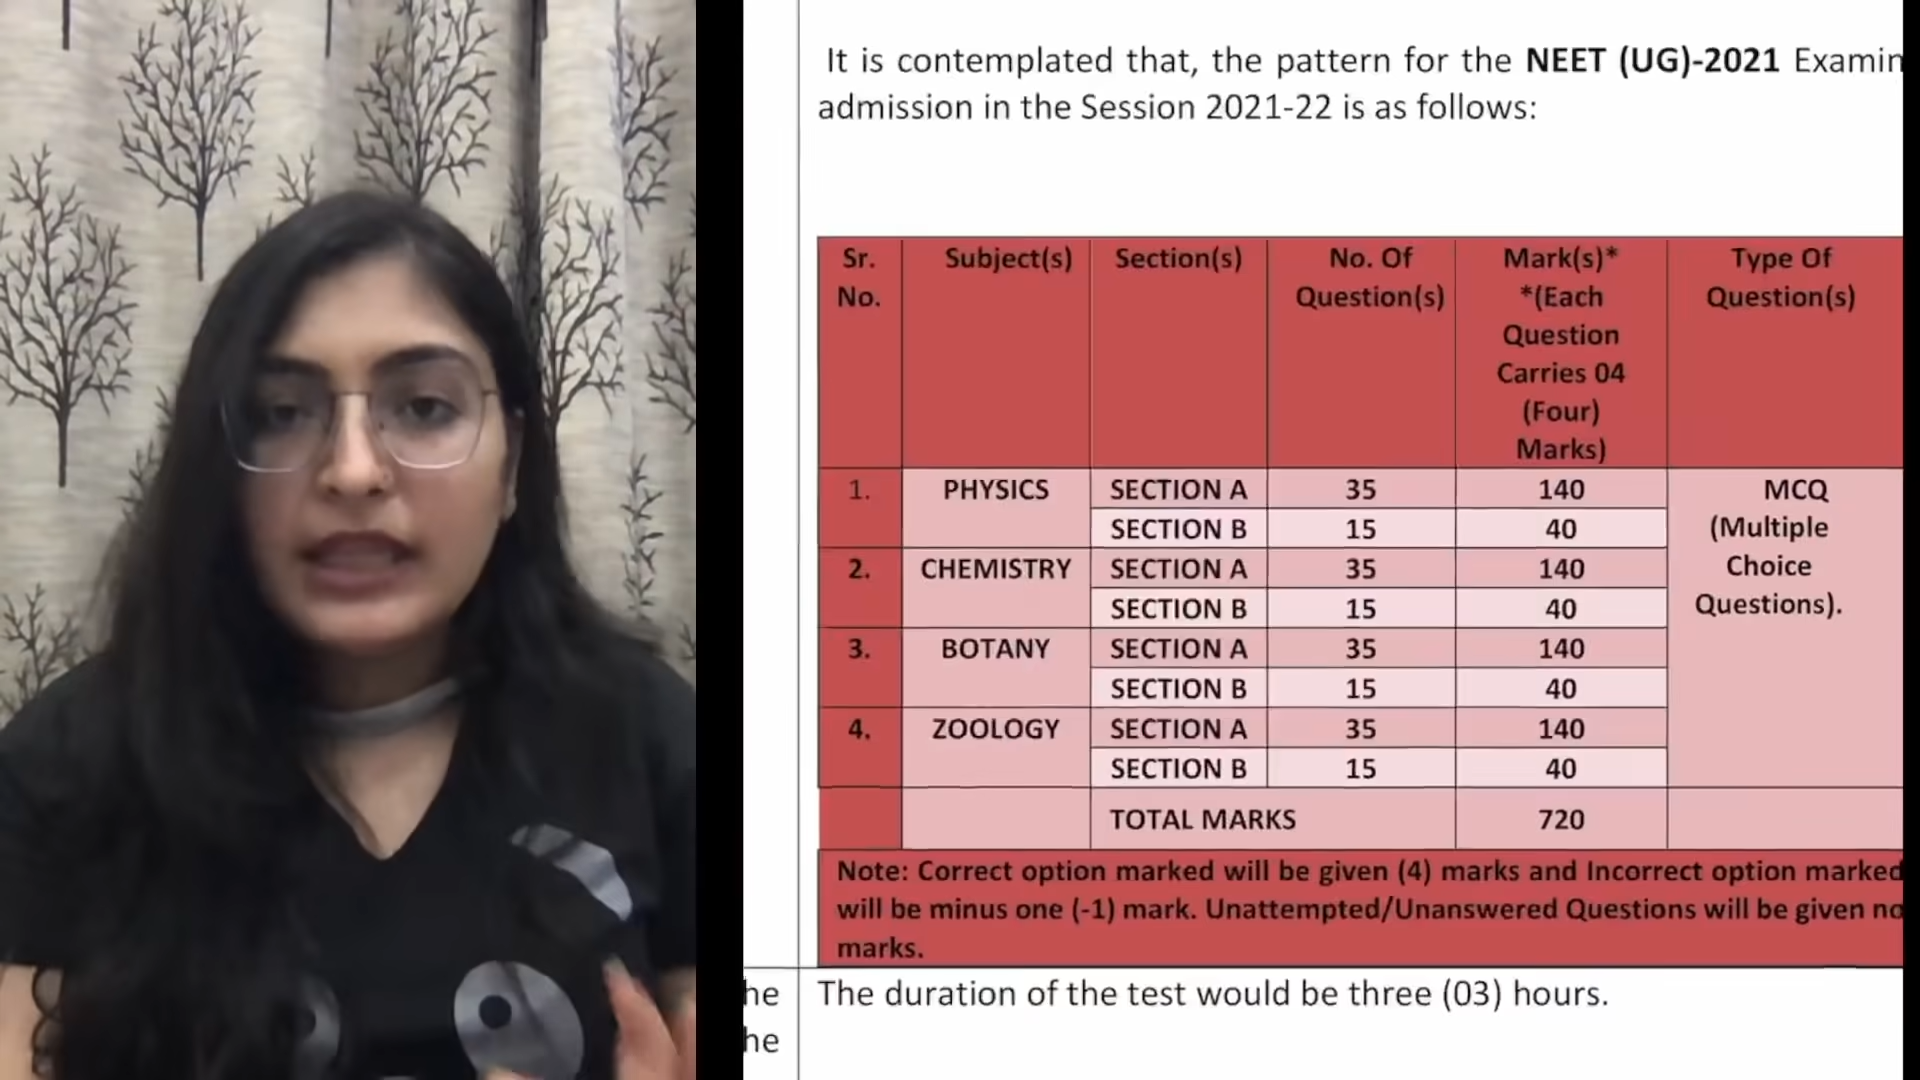 It is contemplated that, the pattern for the NEET (UG)-2021 Examin
admission in the Session 2021-22 is as follows:
Sr. No. Subject(s) Section(s) No. Of Question(s) Mark(s)* *(Each Question Carries 04 (Four) Marks) Type Of Question(s)
1. PHYSICS SECTION A 35 140 MCQ (Multiple Choice Questions).
SECTION B 15 40
2. CHEMISTRY SECTION A 35 140
SECTION B 15 40
3. BOTANY SECTION A 35 140
SECTION B 15 40
4. ZOOLOGY SECTION A 35 140
SECTION B 15 40
TOTAL MARKS 720
Note: Correct option marked will be given (4) marks and Incorrect option marked
will be minus one (-1) mark. Unattempted/Unanswered Questions will be given no
marks.
he The duration of the test would be three (03) hours.
he